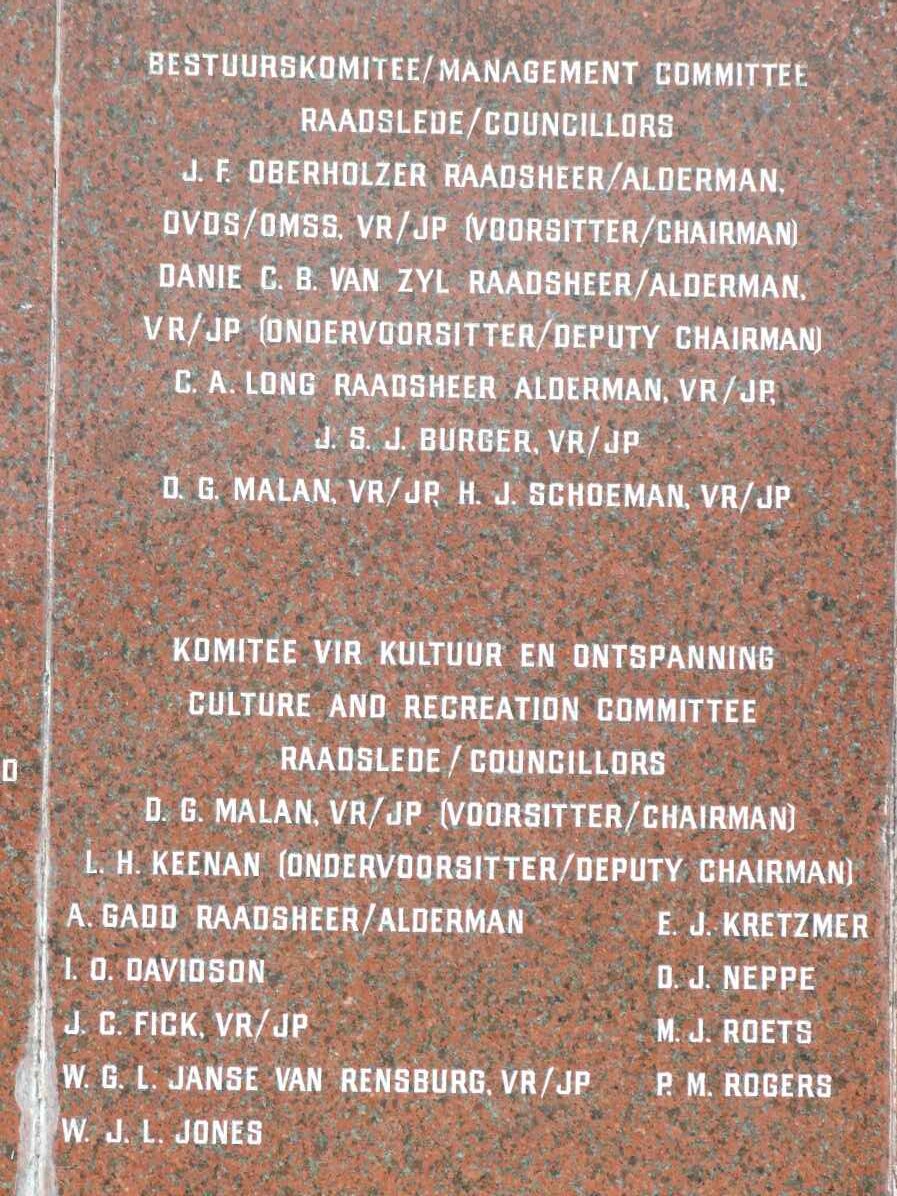 BESTUURSKOMITEE/MANAGEMENT COMMITTEE
RAADSLEDE/COUNCILLORS
J. F. OBERHOLZER RAADSHEER/ALDERMAN,
OVDS/OMSS, VR/JP (VOORSITTER/CHAIRMAN)
DANIE C. B. VAN ZYL RAADSHEER/ALDERMAN,
VR/JP (ONDERVOORSITTER/DEPUTY CHAIRMAN)
C. A. LONG RAADSHEER ALDERMAN, VR/JP,
J. S. J. BURGER, VR/JP
D. G. MALAN, VR/JP, H. J. SCHOEMAN, VR/JP
KOMITEE VIR KULTUUR EN ONTSPANNING
CULTURE AND RECREATION COMMITTEE
RAADSLEDE/COUNCILLORS
D
D. G. MALAN, VR/JP (VOORSITTER/CHAIRMAN)
L. H. KEENAN (ONDERVOORSITTER/DEPUTY CHAIRMAN)
A. GADD RAADSHEER/ALDERMAN E. J. KRETZMER
I. O. DAVIDSON D. J. NEPPE
J. C. FICK, VR/JP M. J. ROETS
W. G. L. JANSE VAN RENSBURG, VR/JP P. M. ROGERS
W. J. L. JONES